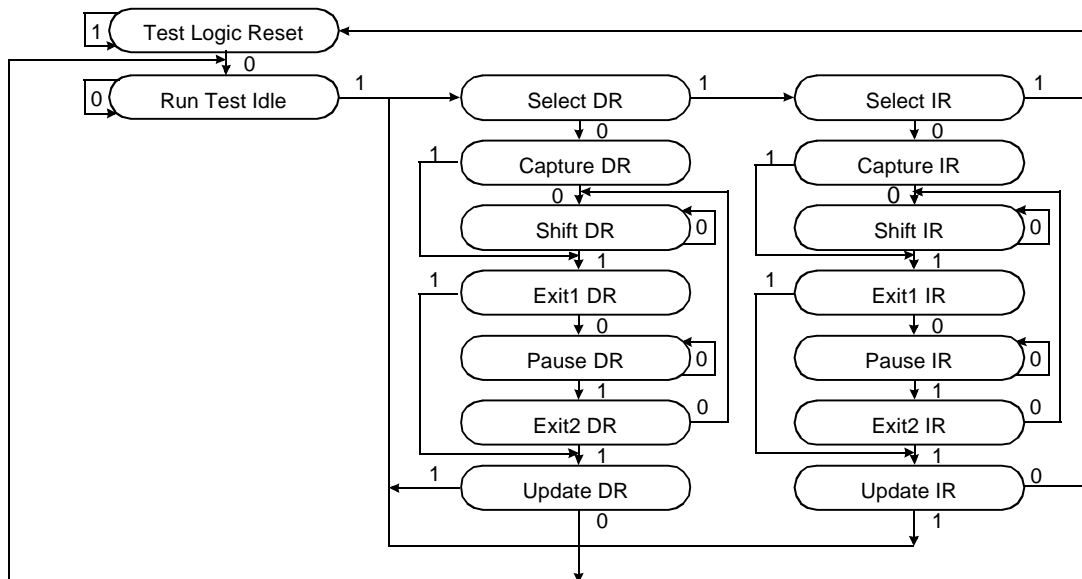 1
Test Logic Reset
0
0
Run Test Idle
1
Select DR
1
Select IR
1
0
0
1
Capture DR
1
Capture IR
0
0
Shift DR
0
Shift IR
0
1
1
1
Exit1 DR
1
Exit1 IR
0
0
Pause DR
0
Pause IR
0
1
1
Exit2 DR
0
Exit2 IR
0
1
1
1
Update DR
Update IR
0
0
1